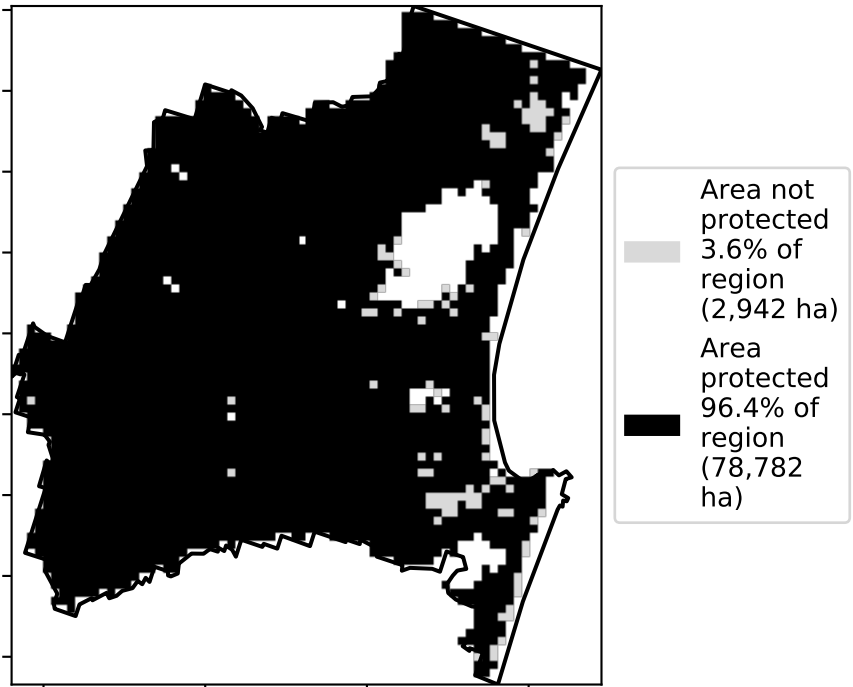 Area not
protected
3.6% of
region
(2,942 ha)
Area
protected
96.4% of
region
(78,782
ha)